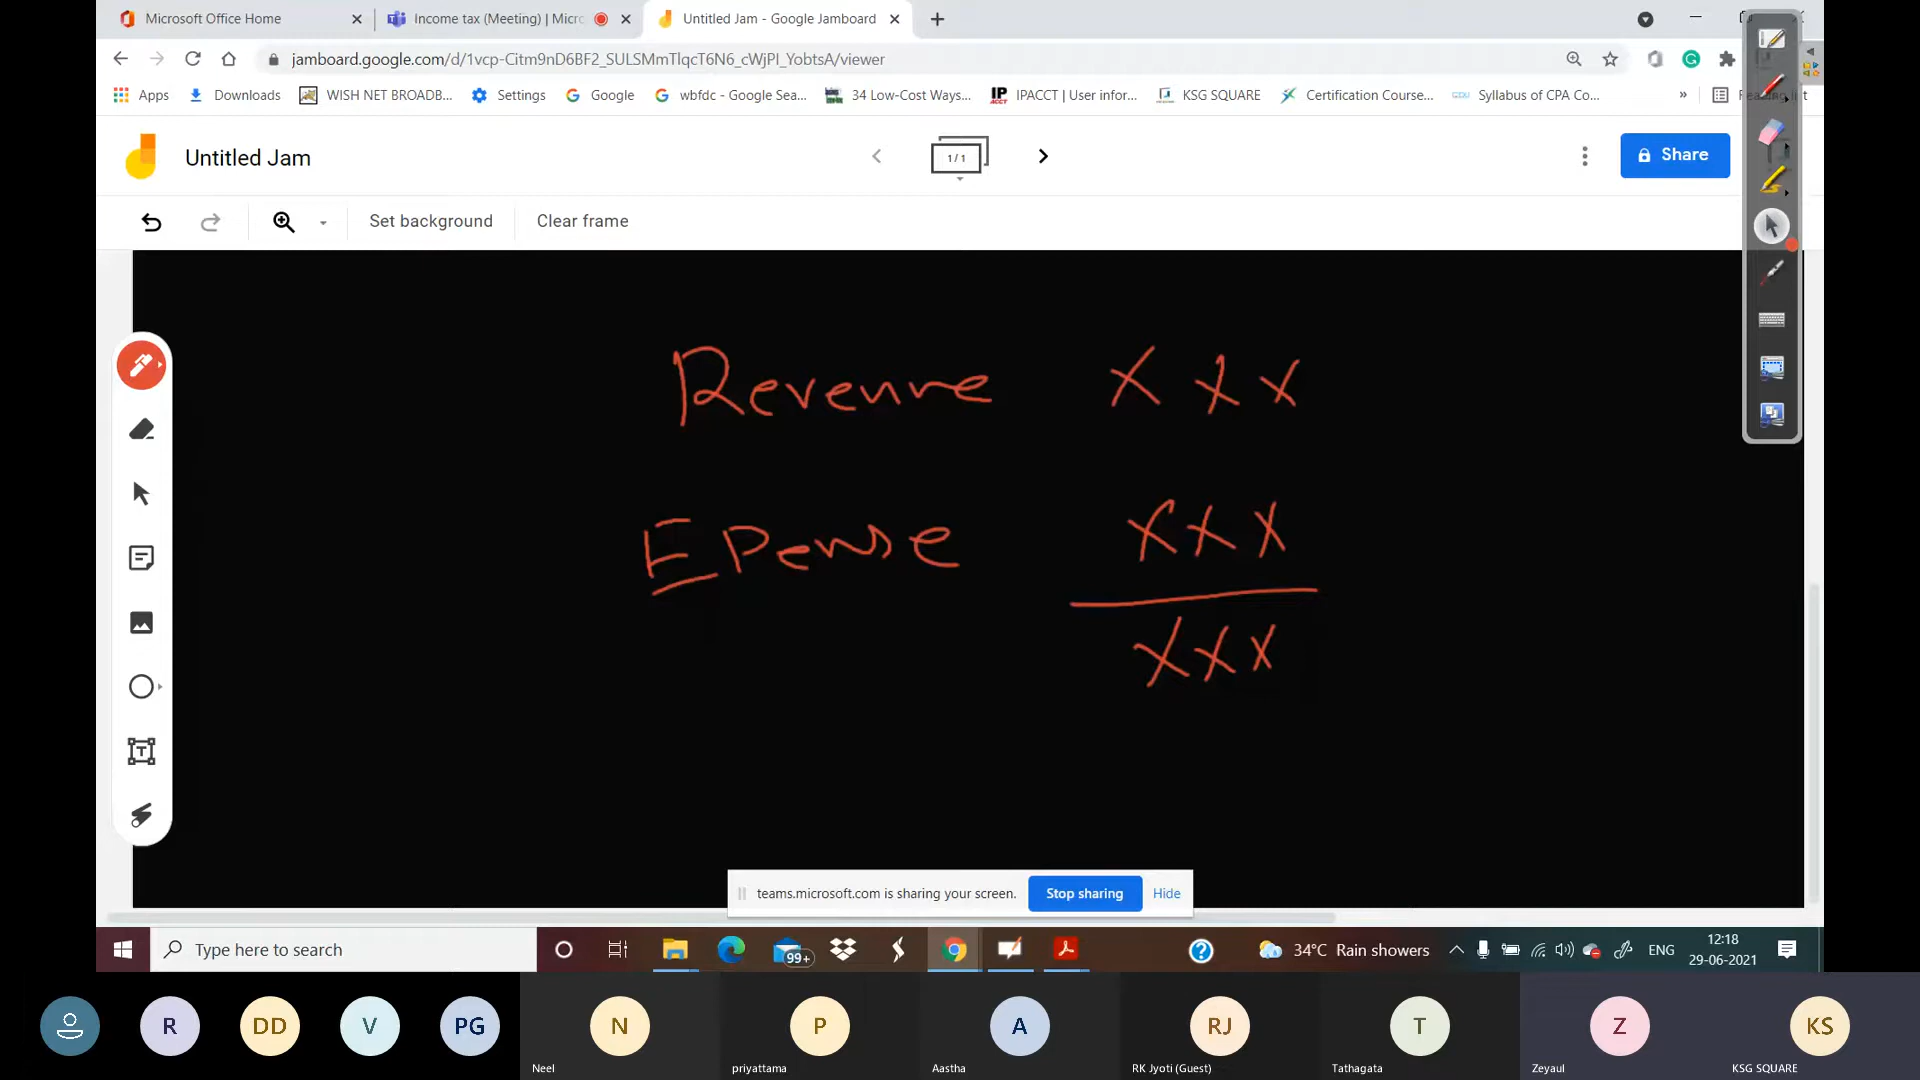 Microsoft Office Home
Income tax (Meeting) | Micro
Untitled Jam - Google Jamboard
jamboard.google.com/d/1vcp-Citm9nD6BF2_SULSMmTlqcT6N6_cWjPl_YobtsA/viewer
Apps Downloads WISH NET BROADB... Settings Google wbfdc - Google Sea... 34 Low-Cost Ways... IPACCT | User infor... KSG SQUARE Certification Course... Syllabus of CPA Co... » Reading list
Untitled Jam
1 / 1
Share
Set background Clear frame
Revenue x x x
EPense x x x
x x x
teams.microsoft.com is sharing your screen. Stop sharing Hide
Type here to search
99+
34°C Rain showers
ENG
12:18
29-06-2021
R DD V PG N P A RJ T Z KS
Neel priyattama Aastha RK Jyoti (Guest) Tathagata Zeyaul KSG SQUARE